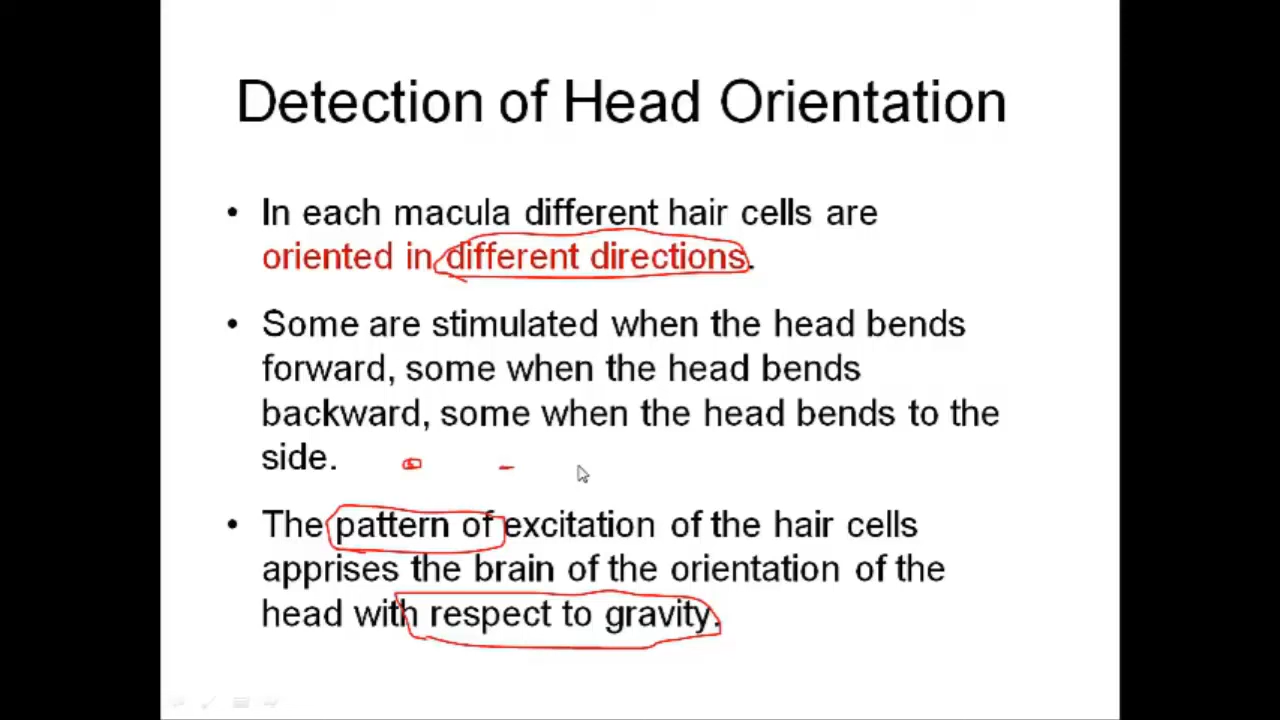 Detection of Head Orientation
• In each macula different hair cells are
oriented in different directions.
• Some are stimulated when the head bends
forward, some when the head bends
backward, some when the head bends to the
side.
• The pattern of excitation of the hair cells
apprises the brain of the orientation of the
head with respect to gravity.